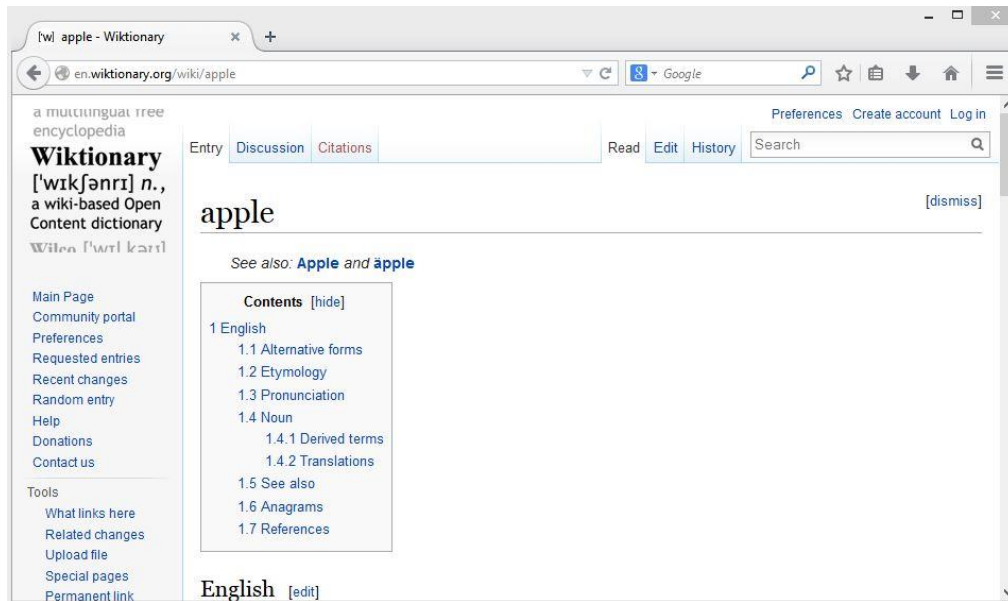 ['w] apple - Wiktionary
en.wiktionary.org/wiki/apple
Google
Preferences Create account Log in
a multilingual free
encyclopedia
Wiktionary
['wɪkʃənrɪ] n.,
a wiki-based Open
Content dictionary
Wilco
Entry Discussion Citations
Read Edit History Search
apple
[dismiss]
See also: Apple and äpple
Contents [hide]
1 English
1.1 Alternative forms
1.2 Etymology
1.3 Pronunciation
1.4 Noun
1.4.1 Derived terms
1.4.2 Translations
1.5 See also
1.6 Anagrams
1.7 References
English [edit]
Main Page
Community portal
Preferences
Requested entries
Recent changes
Random entry
Help
Donations
Contact us
Tools
What links here
Related changes
Upload file
Special pages
Permanent link